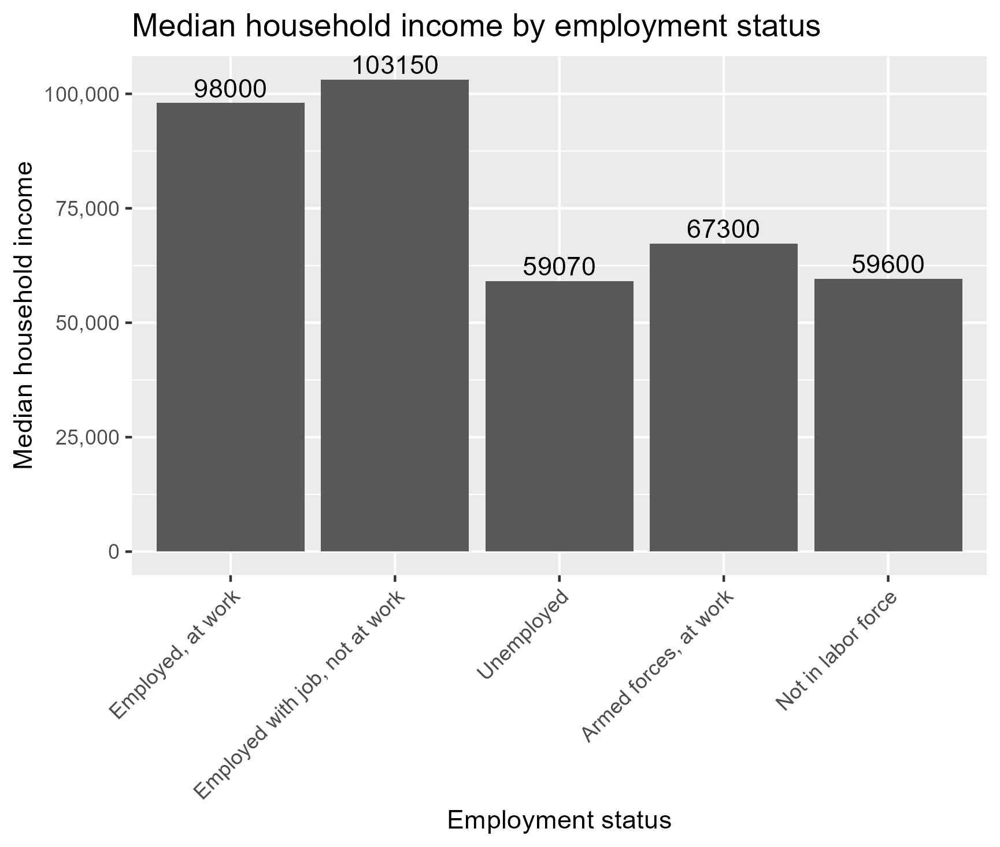 Median household income by employment status
Median household income
100,000
75,000
50,000
25,000
0
98000
103150
59070
67300
59600
Employed, at work
Employed with job, not at work
Unemployed
Armed forces, at work
Not in labor force
Employment status